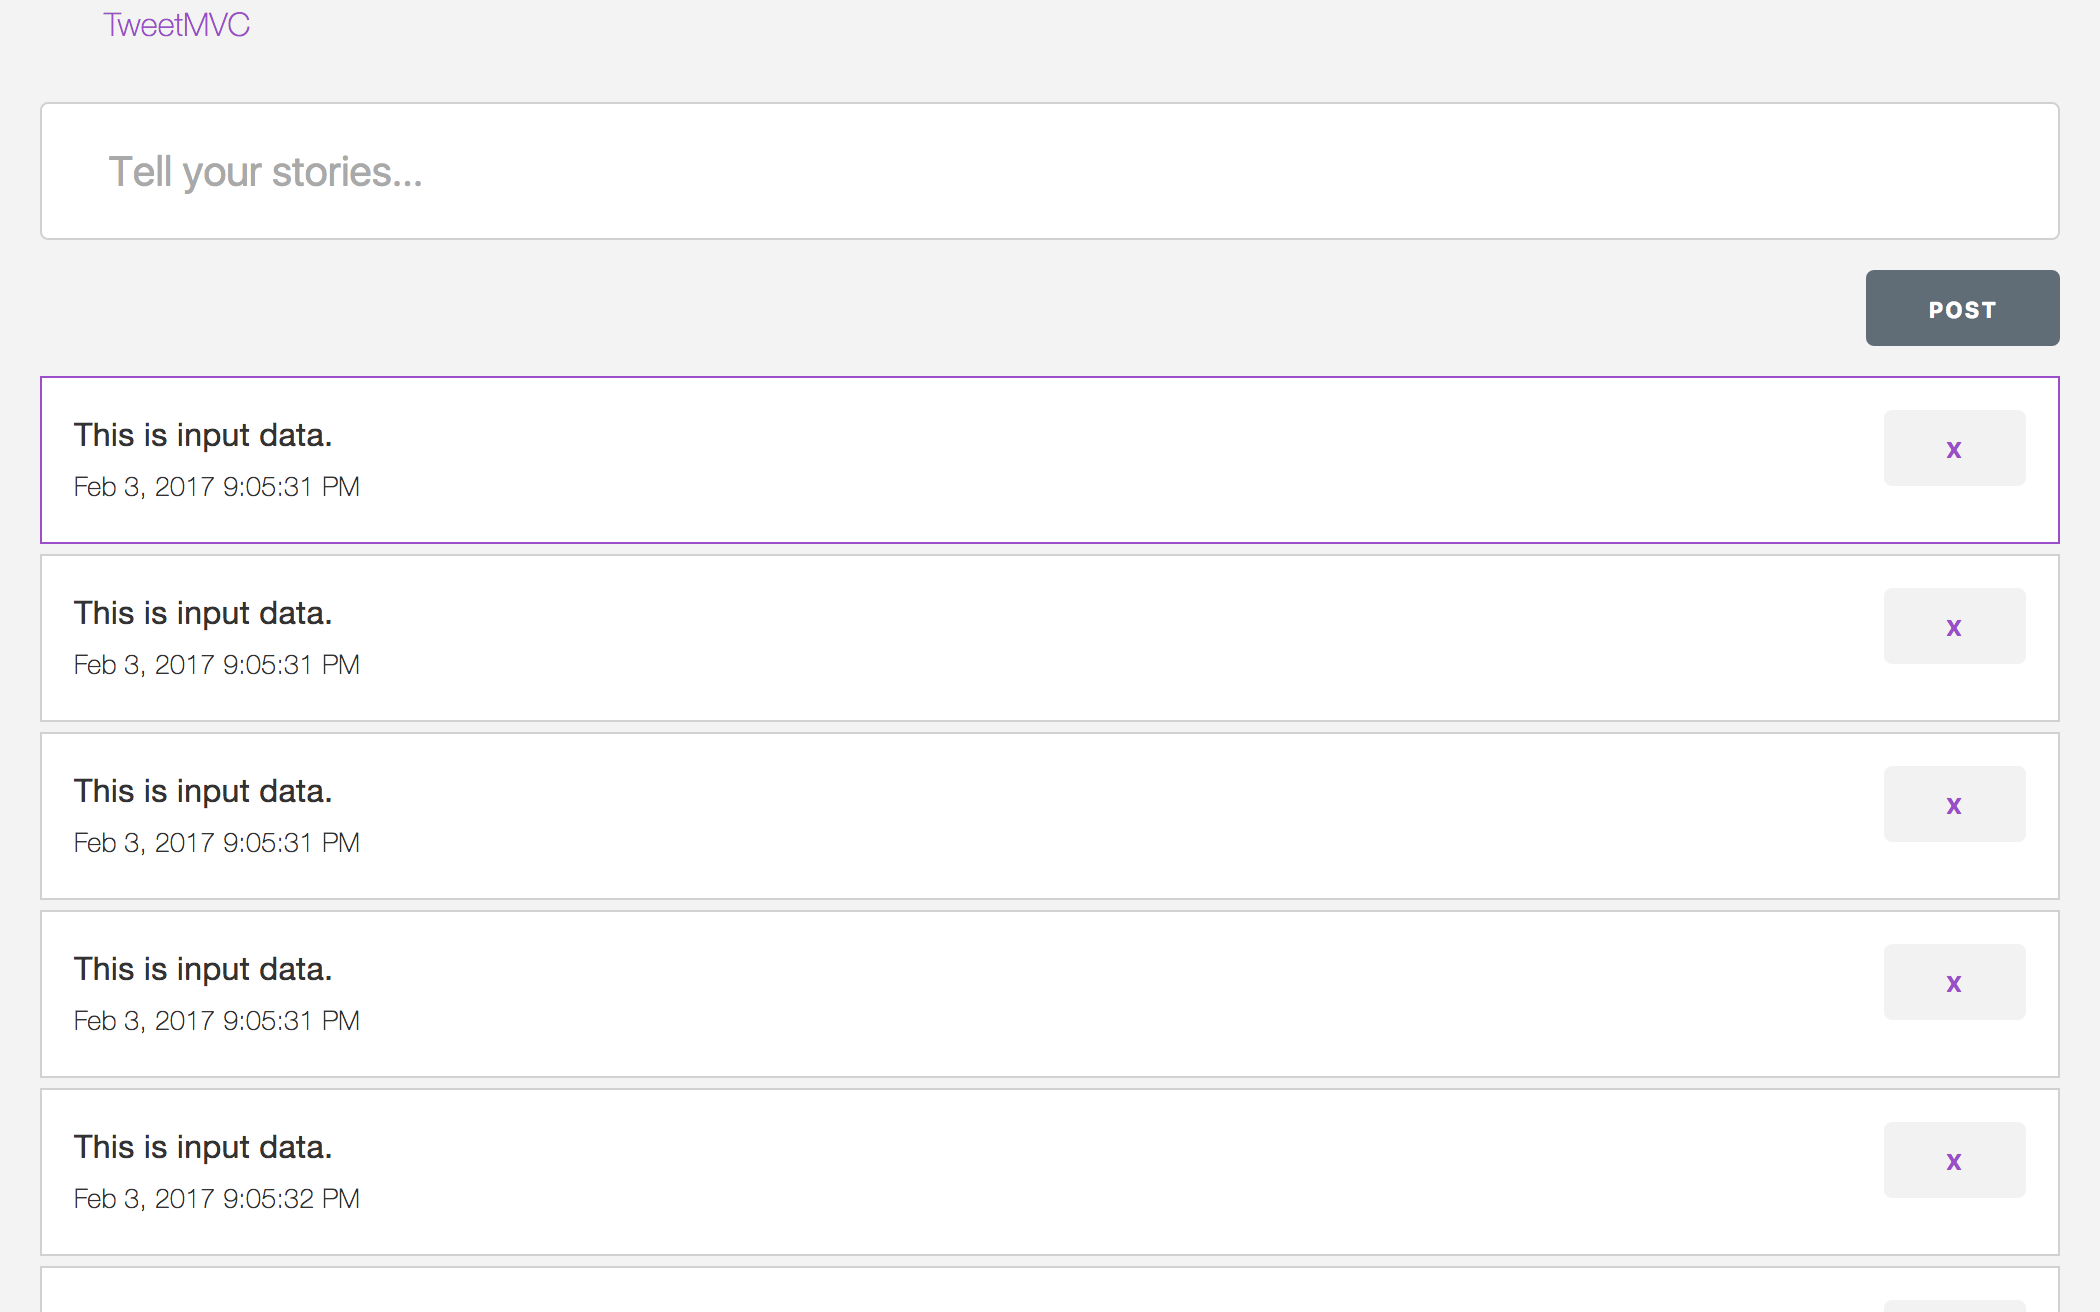 TweetMVC
Tell your stories...
POST
This is input data.
x
Feb 3, 2017 9:05:31 PM
This is input data.
x
Feb 3, 2017 9:05:31 PM
This is input data.
x
Feb 3, 2017 9:05:31 PM
This is input data.
x
Feb 3, 2017 9:05:31 PM
This is input data.
x
Feb 3, 2017 9:05:32 PM